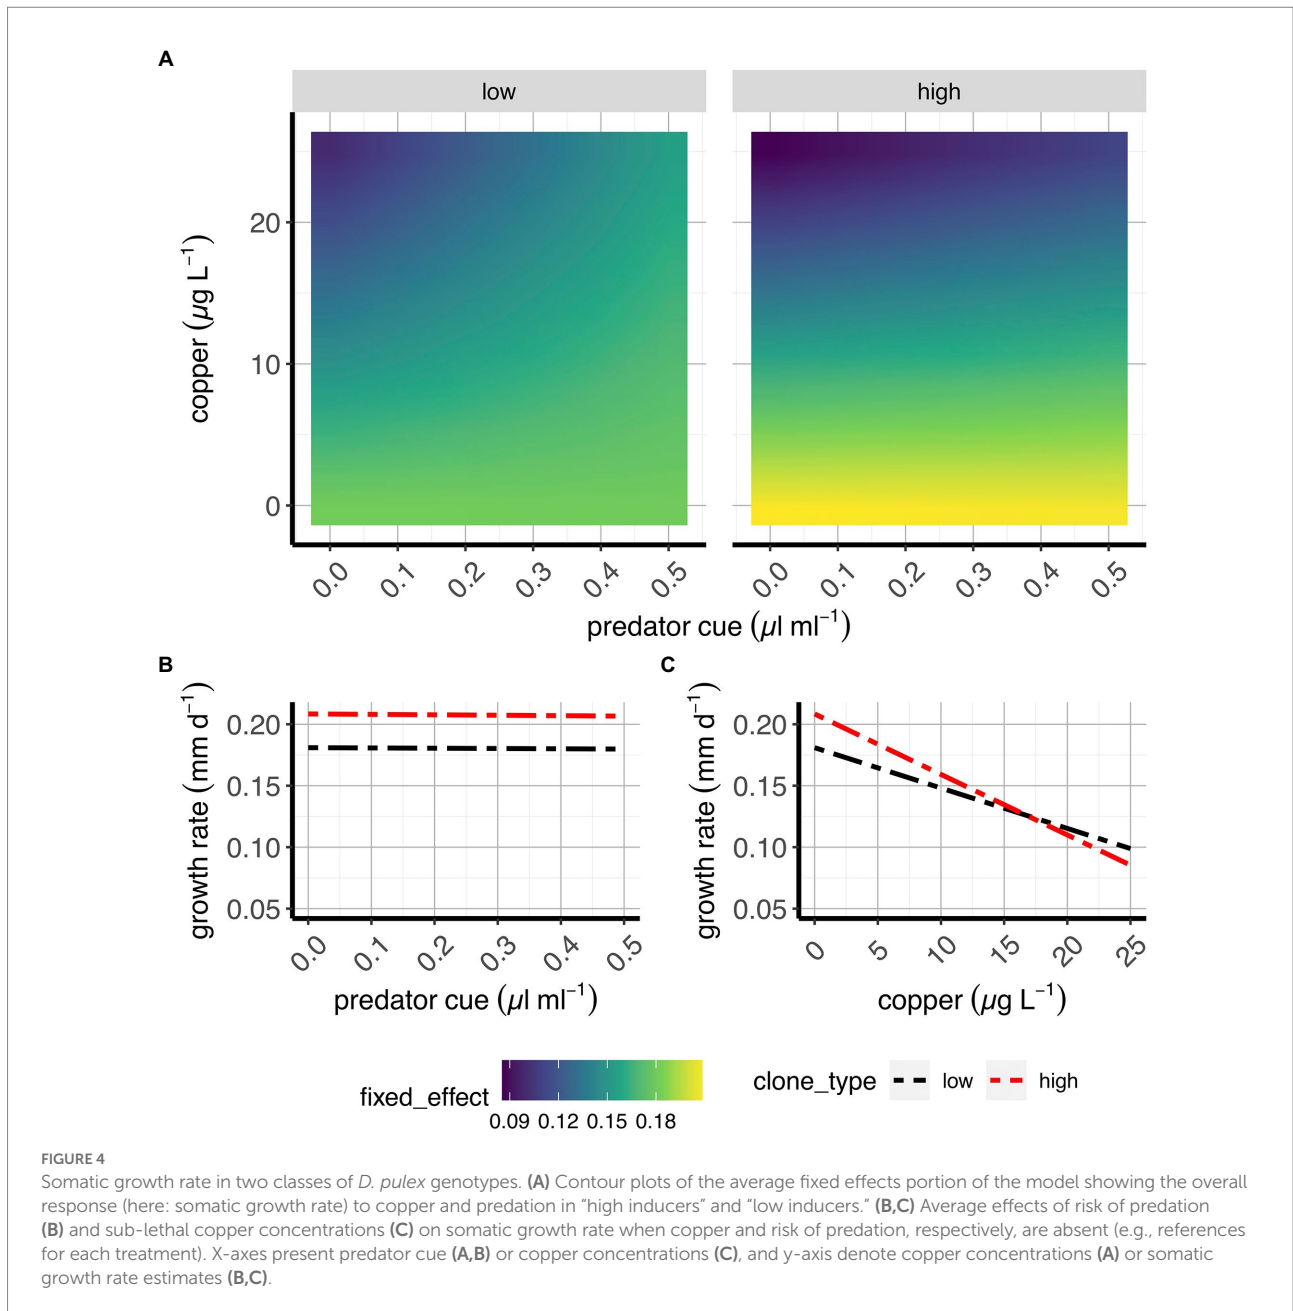 A
low
high
copper (µg L⁻¹)
20
10
0
0.0 0.1 0.2 0.3 0.4 0.5
0.0 0.1 0.2 0.3 0.4 0.5
predator cue (µl ml⁻¹)
B
growth rate (mm d⁻¹)
0.20
0.15
0.10
0.05
0.0 0.1 0.2 0.3 0.4 0.5
predator cue (µl ml⁻¹)
C
growth rate (mm d⁻¹)
0.20
0.15
0.10
0.05
0 5 10 15 20 25
copper (µg L⁻¹)
fixed_effect
0.09 0.12 0.15 0.18
clone_type low high
FIGURE 4
Somatic growth rate in two classes of D. pulex genotypes. (A) Contour plots of the average fixed effects portion of the model showing the overall
response (here: somatic growth rate) to copper and predation in “high inducers” and “low inducers.” (B,C) Average effects of risk of predation
(B) and sub-lethal copper concentrations (C) on somatic growth rate when copper and risk of predation, respectively, are absent (e.g., references
for each treatment). X-axes present predator cue (A,B) or copper concentrations (C), and y-axis denote copper concentrations (A) or somatic
growth rate estimates (B,C).